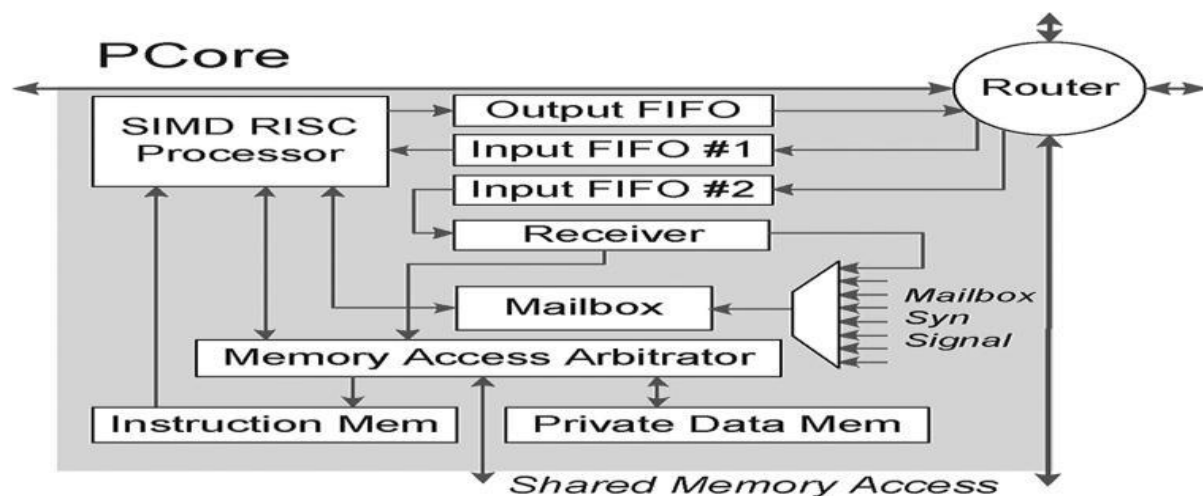 PCore
Router
SIMD RISC
Processor
Output FIFO
Input FIFO #1
Input FIFO #2
Receiver
Mailbox
Mailbox
Syn
Signal
Memory Access Arbitrator
Instruction Mem
Private Data Mem
Shared Memory Access